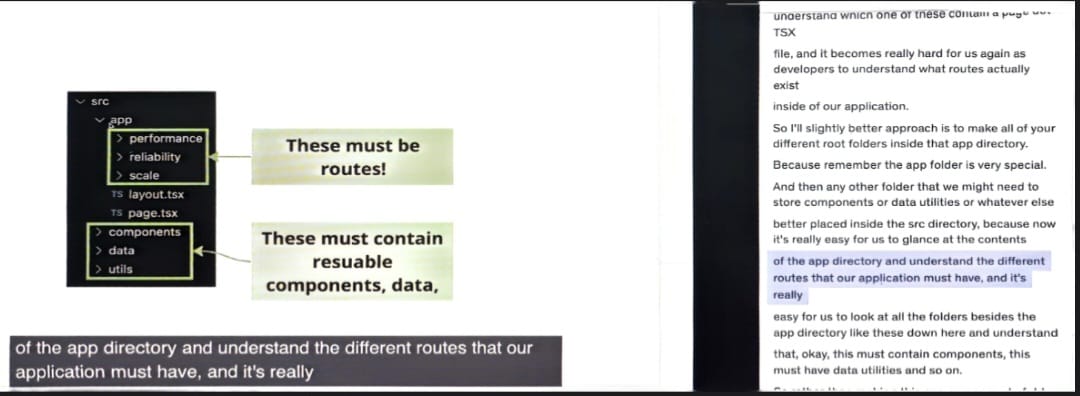 src
app
performance
reliability
scale
TS layout.tsx
TS page.tsx
components
data
utils
These must be
routes!
These must contain
resuable
components, data,
of the app directory and understand the different routes that our
application must have, and it's really
understand which one of these contain a page
TSX
file, and it becomes really hard for us again as
developers to understand what routes actually
exist
inside of our application.
So I'll slightly better approach is to make all of your
different root folders inside that app directory.
Because remember the app folder is very special.
And then any other folder that we might need to
store components or data utilities or whatever else
better placed inside the src directory, because now
it's really easy for us to glance at the contents
of the app directory and understand the different
routes that our application must have, and it's
really
easy for us to look at all the folders besides the
app directory like these down here and understand
that, okay, this must contain components, this
must have data utilities and so on.